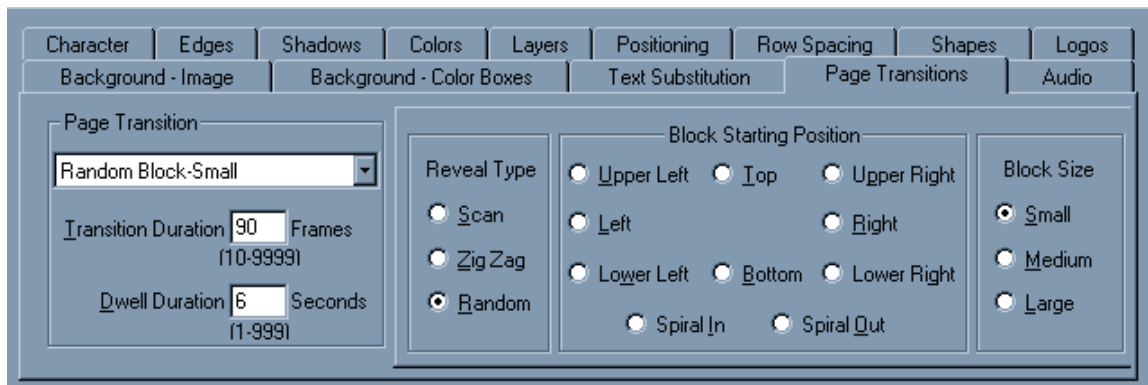 Character Edges Shadows Colors Layers Positioning Row Spacing Shapes Logos
Background - Image Background - Color Boxes Text Substitution Page Transitions Audio
Page Transition
Random Block-Small
Transition Duration 90 Frames
(10-9999)
Dwell Duration 6 Seconds
(1-999)
Reveal Type
Scan
Zig Zag
Random
Block Starting Position
Upper Left Top Upper Right
Left Right
Lower Left Bottom Lower Right
Spiral In Spiral Out
Block Size
Small
Medium
Large